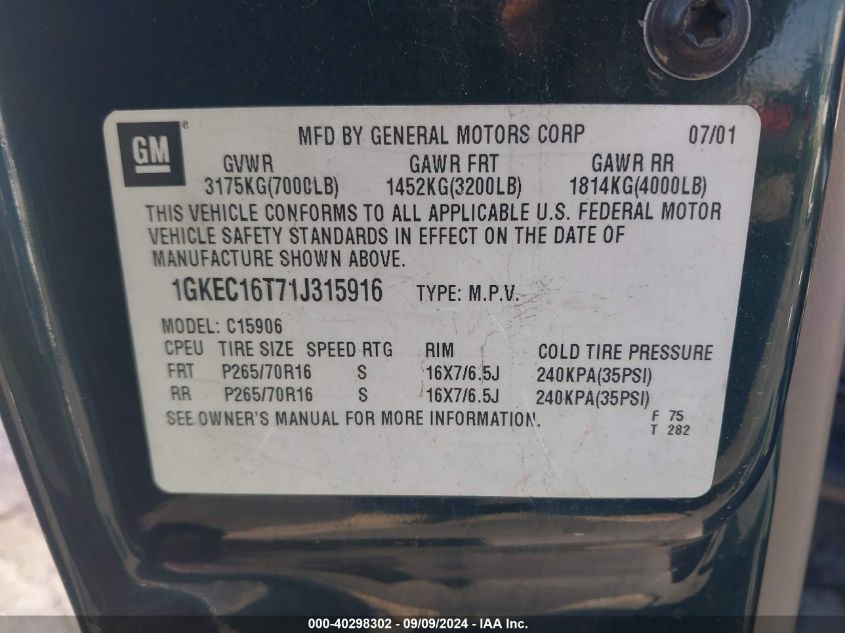 GM ®
MFD BY GENERAL MOTORS CORP 07/01
GVWR GAWR FRT GAWR RR
3175KG(7000LB) 1452KG(3200LB) 1814KG(4000LB)
THIS VEHICLE CONFORMS TO ALL APPLICABLE U.S. FEDERAL MOTOR
VEHICLE SAFETY STANDARDS IN EFFECT ON THE DATE OF
MANUFACTURE SHOWN ABOVE.
1GKEC16T71J315916 TYPE: M.P.V.
MODEL: C15906
CPEU TIRE SIZE SPEED RTG RIM COLD TIRE PRESSURE
FRT P265/70R16 S 16X7/6.5J 240KPA(35PSI)
RR P265/70R16 S 16X7/6.5J 240KPA(35PSI)
SEE OWNER'S MANUAL FOR MORE INFORMATION. F 75
T 282
000-40298302 - 09/09/2024 - IAA Inc.